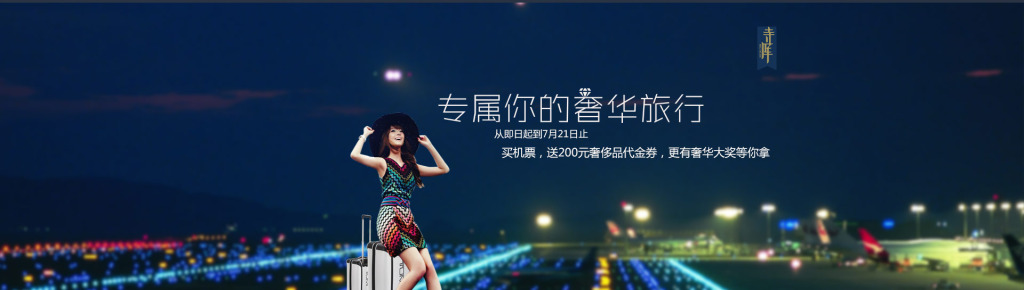 专属你的奢华旅行
从即日起到7月21日止
买机票，送200元奢侈品代金券，更有奢华大奖等你拿